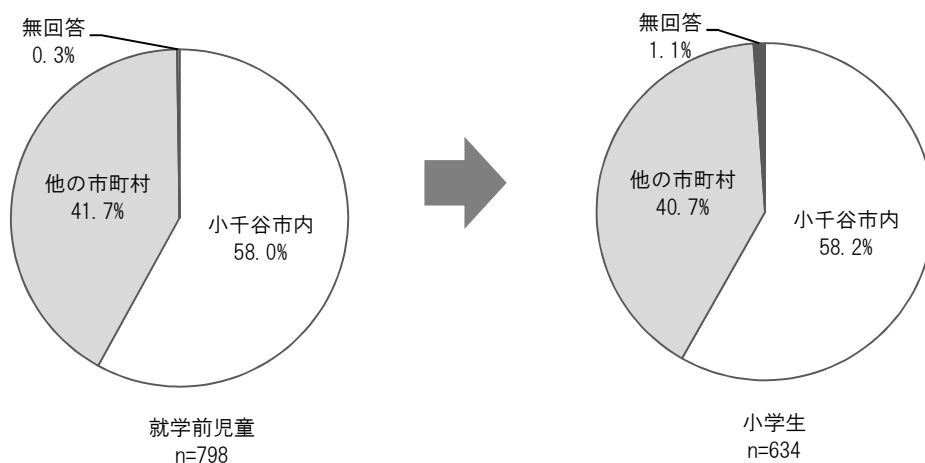 無回答
0.3%
他の市町村
41.7%
小千谷市内
58.0%
就学前児童
n=798
無回答
1.1%
他の市町村
40.7%
小千谷市内
58.2%
小学生
n=634